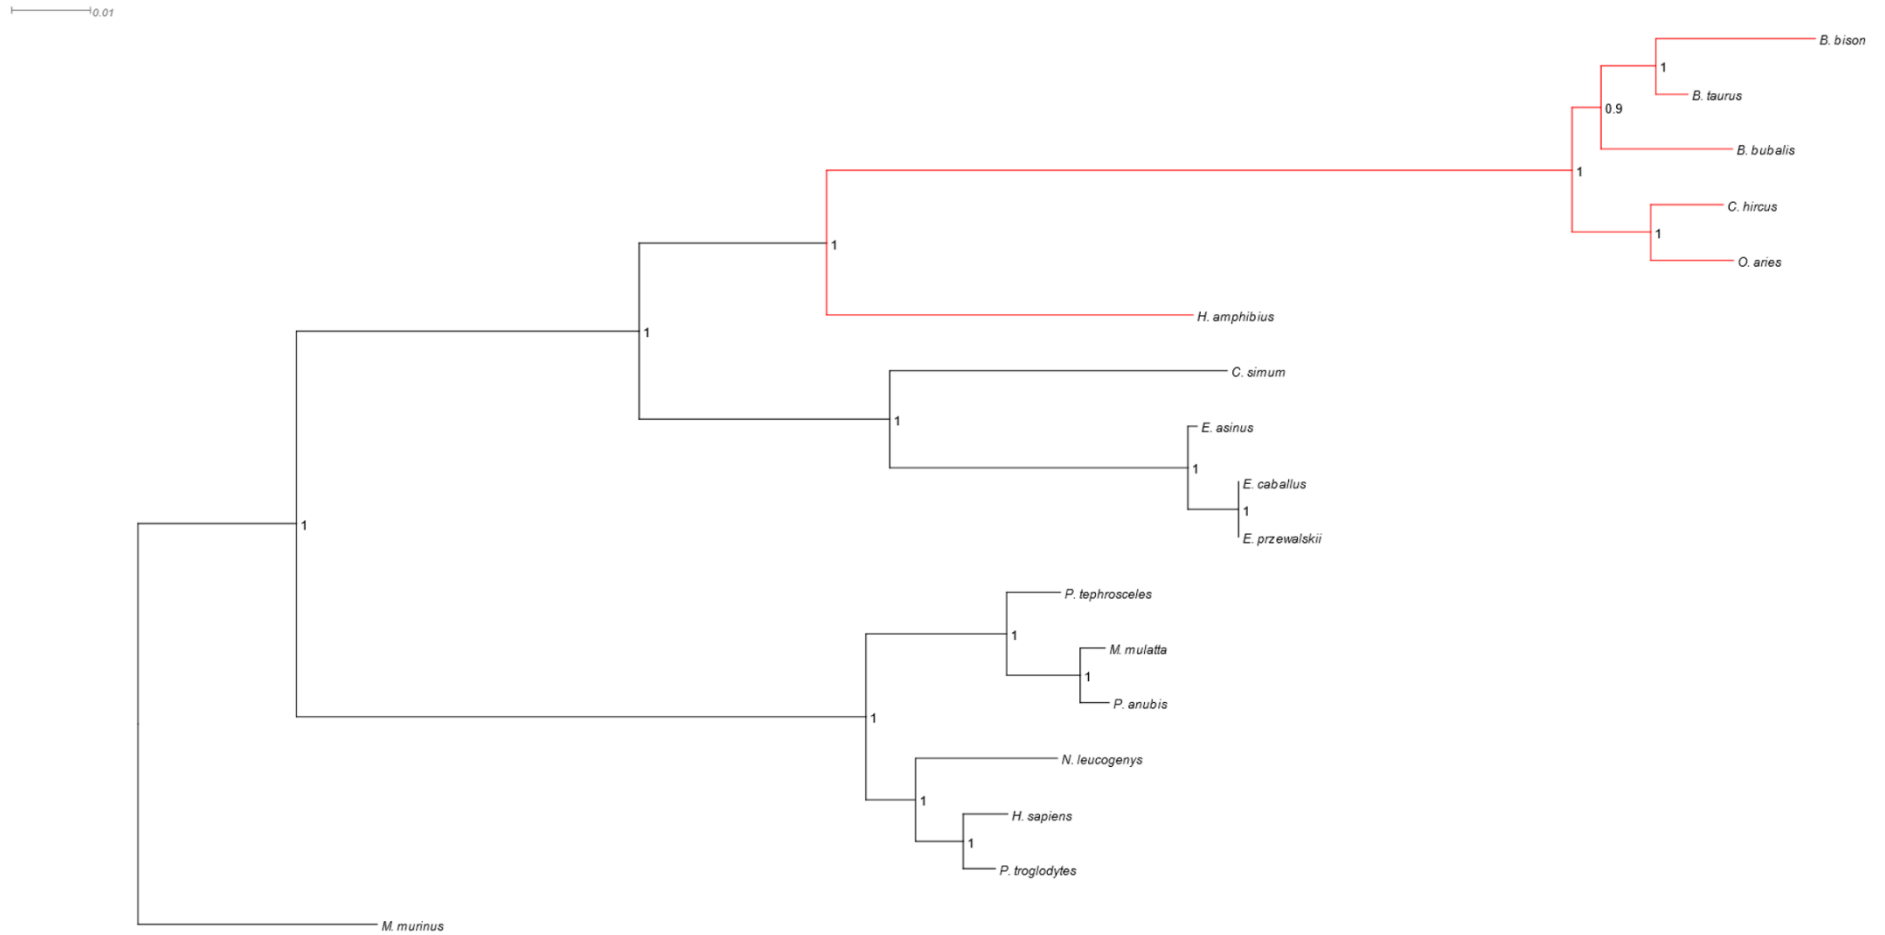 0.01
B. bison
1
B. taurus
0.9
B. bubalis
1
C. hircus
1
O. aries
1
H. amphibius
1
C. simum
1
E. asinus
1
E. caballus
1
E. przewalskii
1
P. tephrosceles
1
M. mulatta
1
P. anubis
1
N. leucogenys
1
H. sapiens
1
P. troglodytes
M. murinus